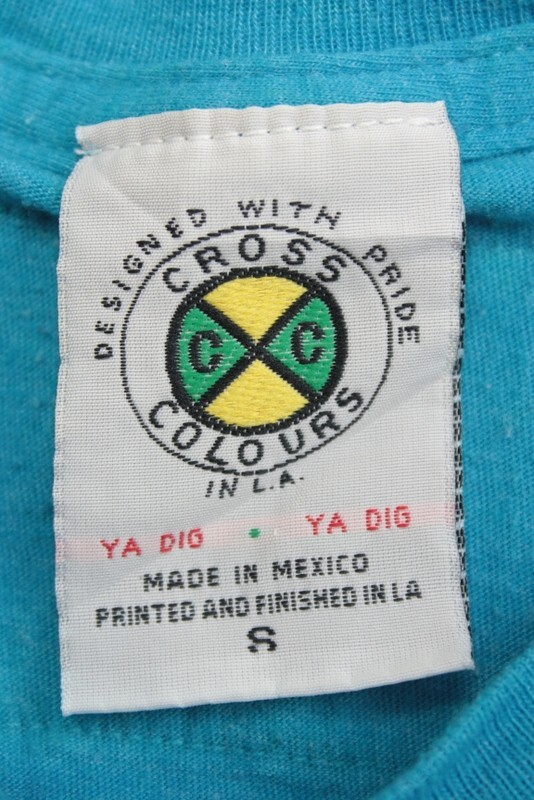 DESIGNED WITH PRIDE
CROSS
C C
COLOURS
IN L.A.
YA DIG • YA DIG
MADE IN MEXICO
PRINTED AND FINISHED IN LA
S